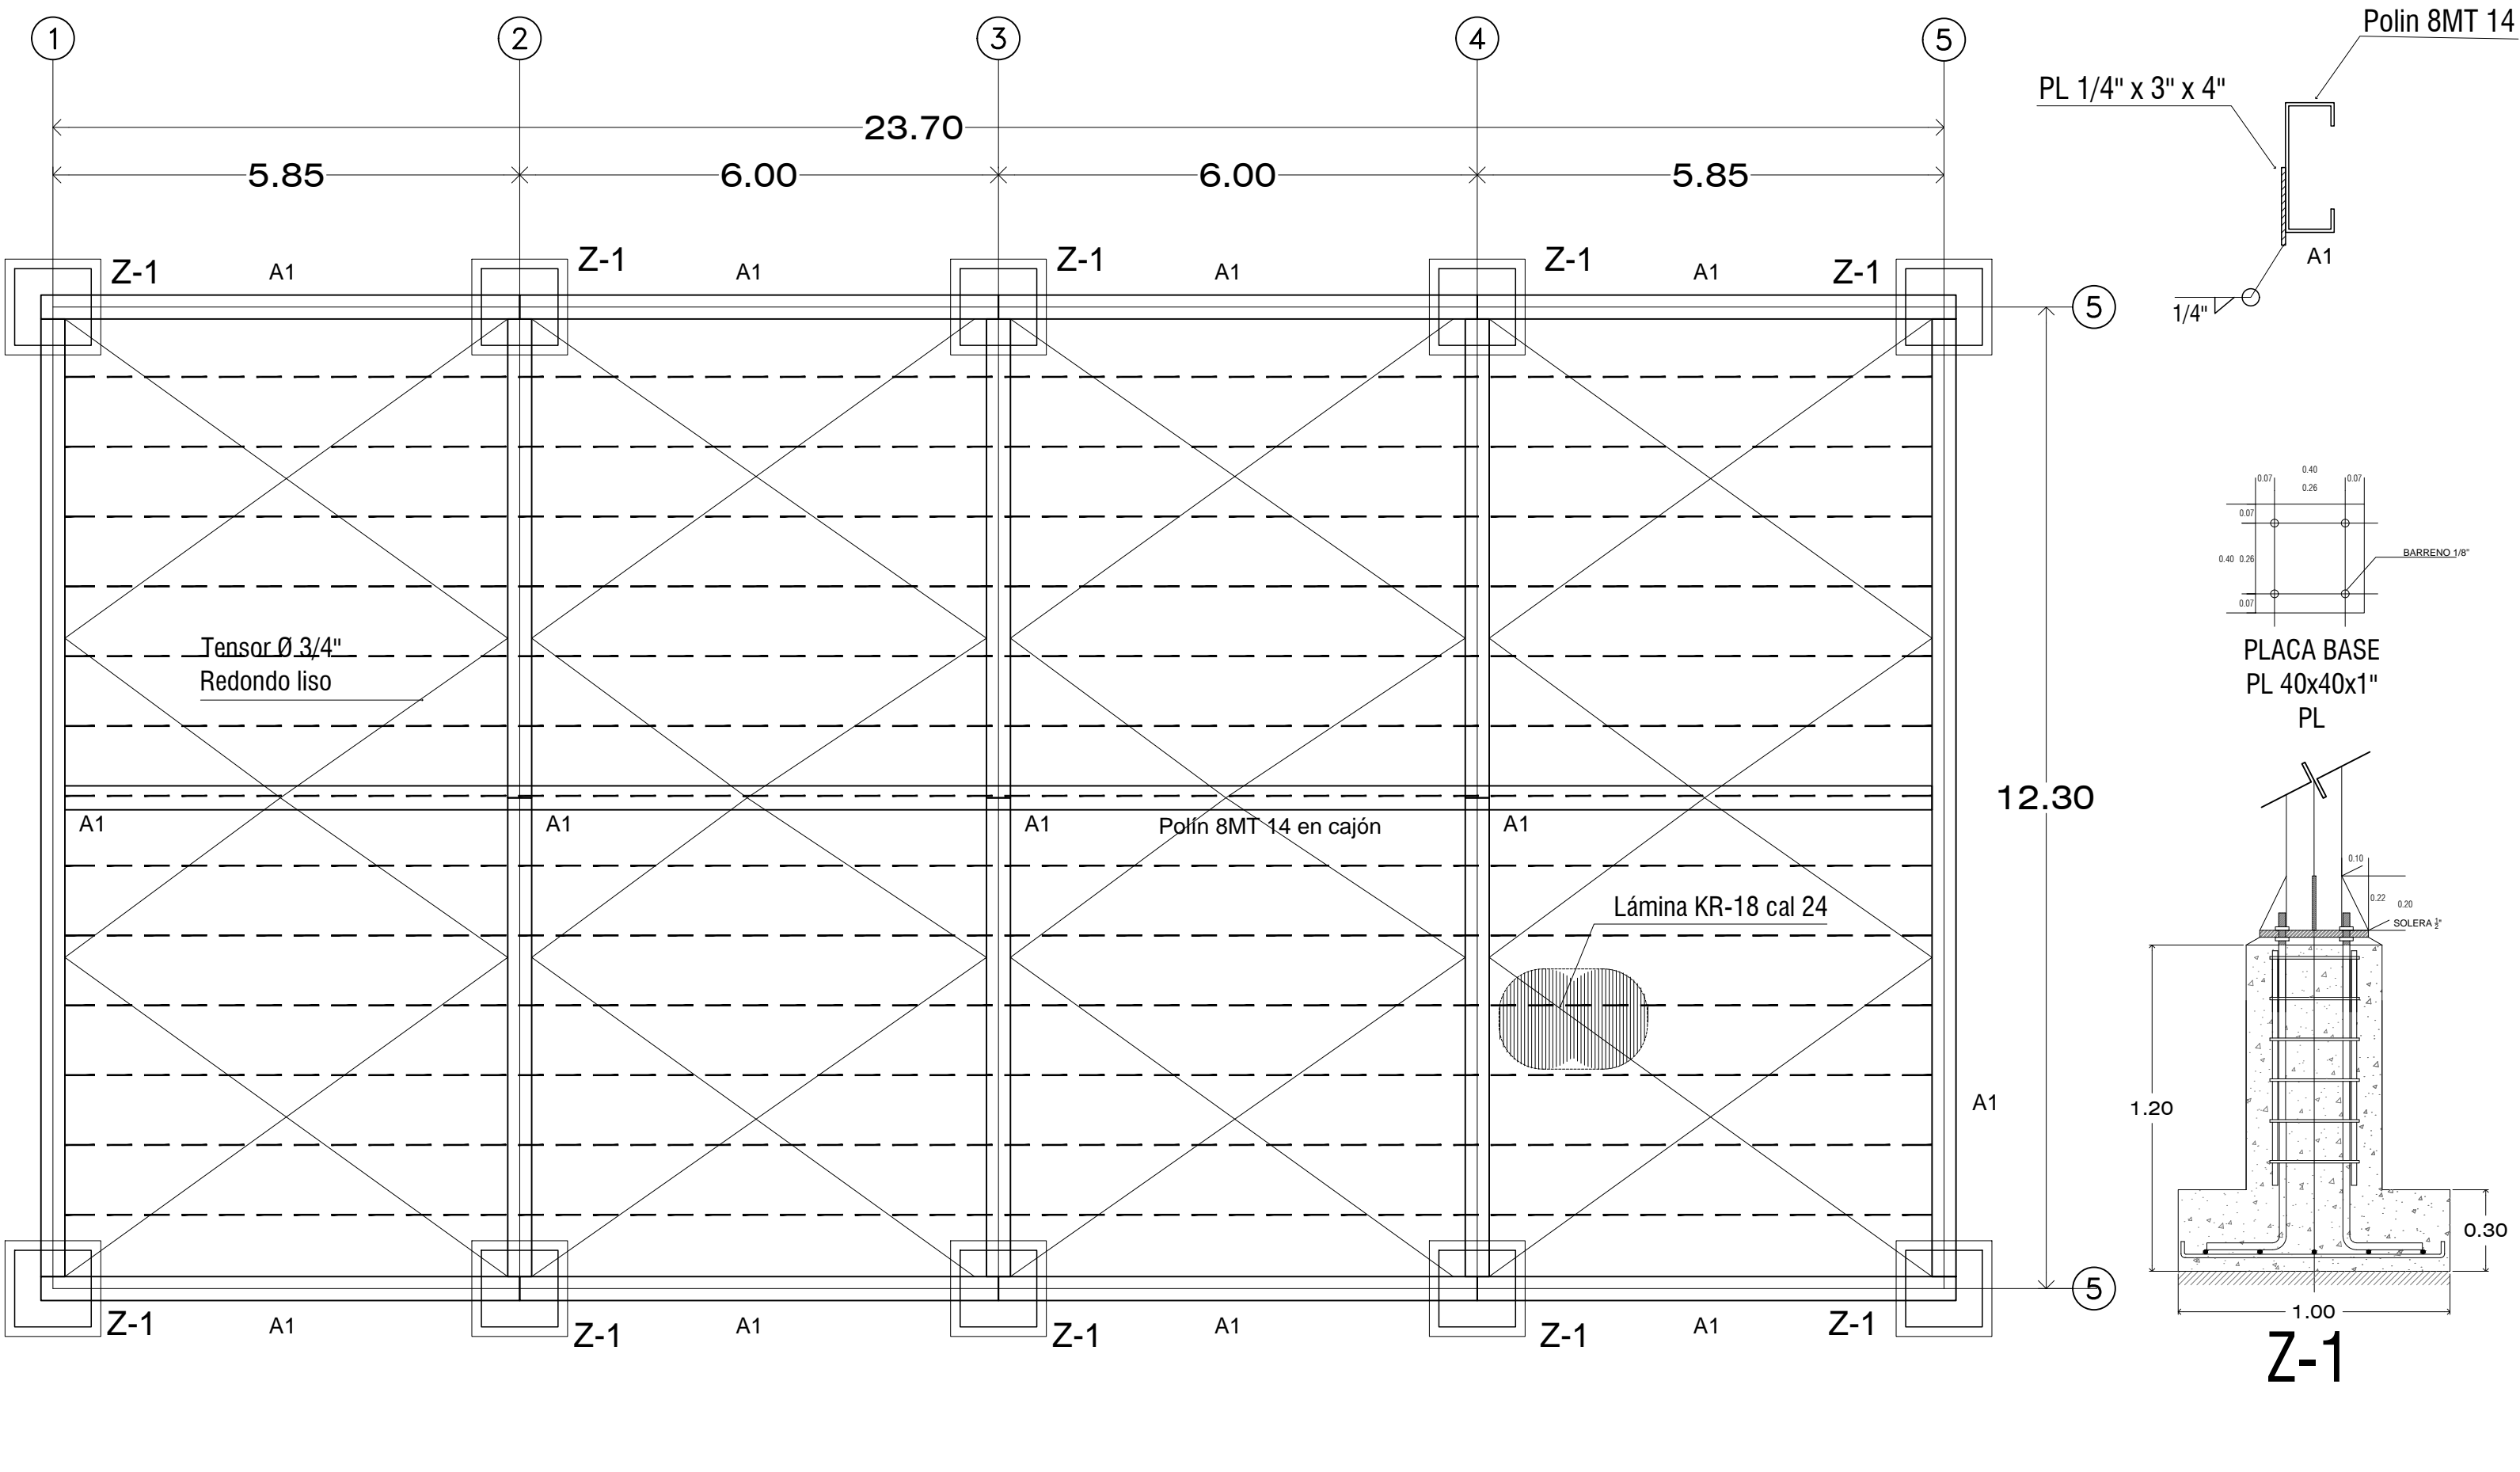 1
2
3
4
5
23.70
5.85
6.00
6.00
5.85
Z-1
A1
Z-1
A1
Z-1
A1
Z-1
A1
Z-1
5
Tensor Ø 3/4"
Redondo liso
12.30
A1
A1
A1
Polín 8MT 14 en cajón
A1
Lámina KR-18 cal 24
A1
5
Z-1
A1
Z-1
A1
Z-1
A1
Z-1
A1
Z-1
Polin 8MT 14
PL 1/4" x 3" x 4"
A1
1/4"
0.40
0.07
0.07
0.26
0.07
BARRENO 1/8"
0.40
0.26
0.07
PLACA BASE
PL 40x40x1"
PL
0.10
0.22
0.20
SOLERA ½"
1.20
0.30
1.00
Z-1